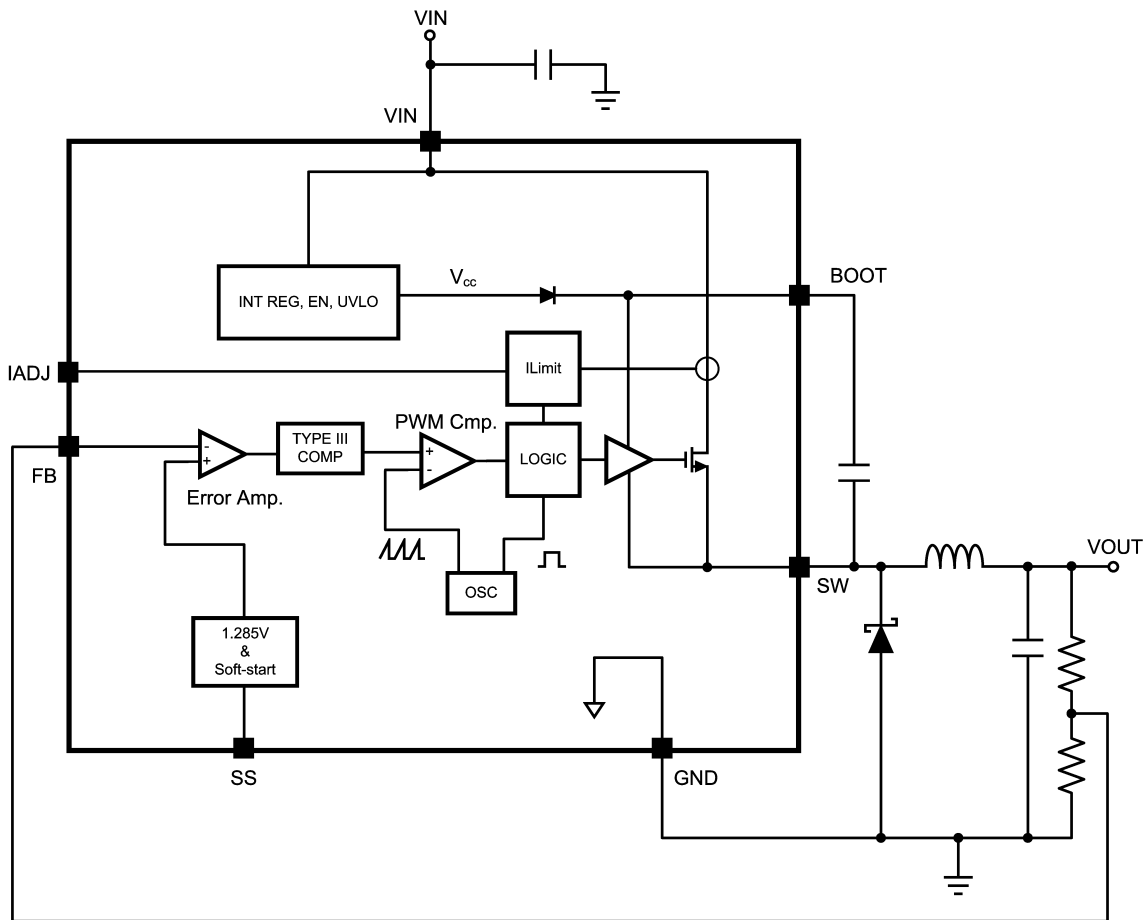 VIN
VIN
BOOT
Vcc
INT REG, EN, UVLO
IADJ
ILimit
PWM Cmp.
FB
-
+
TYPE III
COMP
+
-
LOGIC
Error Amp.
VOUT
SW
OSC
1.285V
&
Soft-start
SS
GND